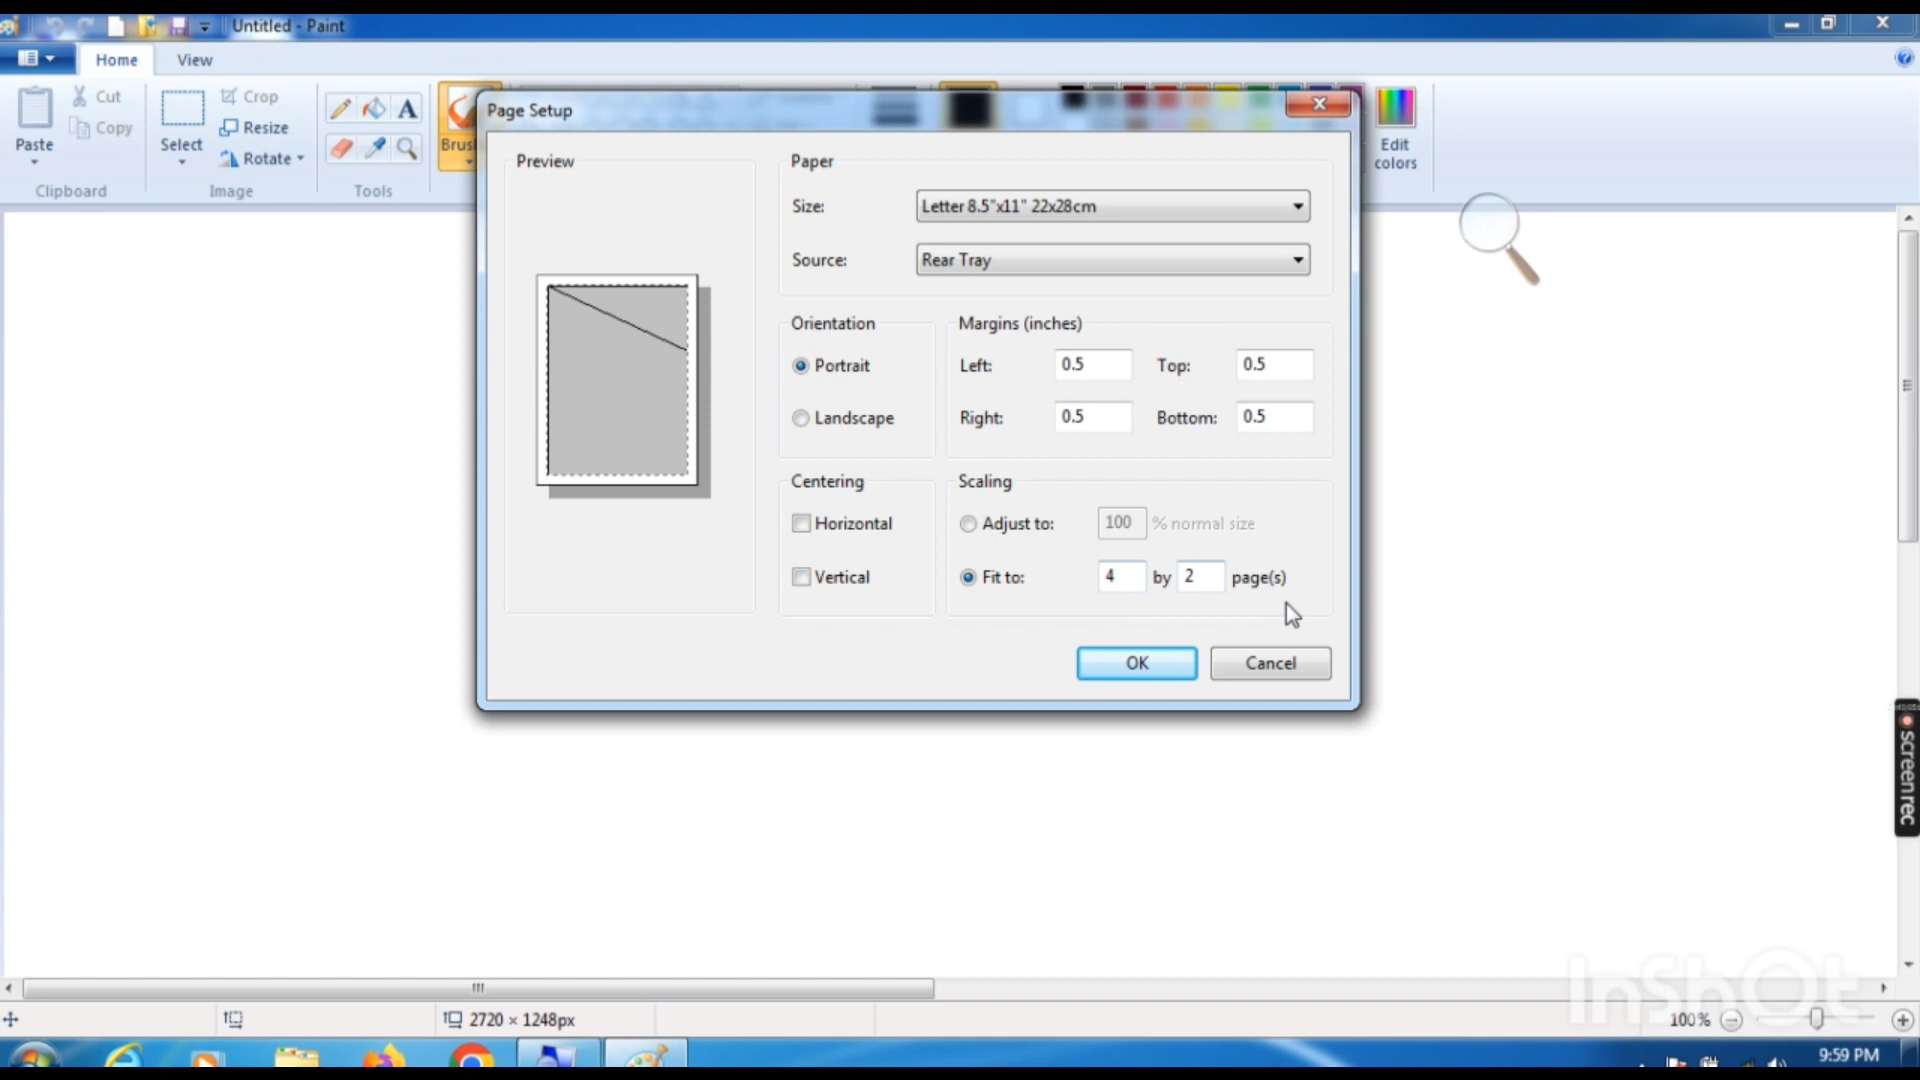 Untitled - Paint
Home
View
Paste
Cut
Copy
Clipboard
Select
Crop
Resize
Rotate
Image
Tools
Edit
colors
Page Setup
Preview
Paper
Size:
Letter 8.5"x11" 22x28cm
Source:
Rear Tray
Orientation
Portrait
Landscape
Margins (inches)
Left:
0.5
Top:
0.5
Right:
0.5
Bottom:
0.5
Centering
Horizontal
Vertical
Scaling
Adjust to:
100
% normal size
Fit to:
4
by
2
page(s)
OK
Cancel
screenrec
InShOt
2720 × 1248px
100%
9:59 PM